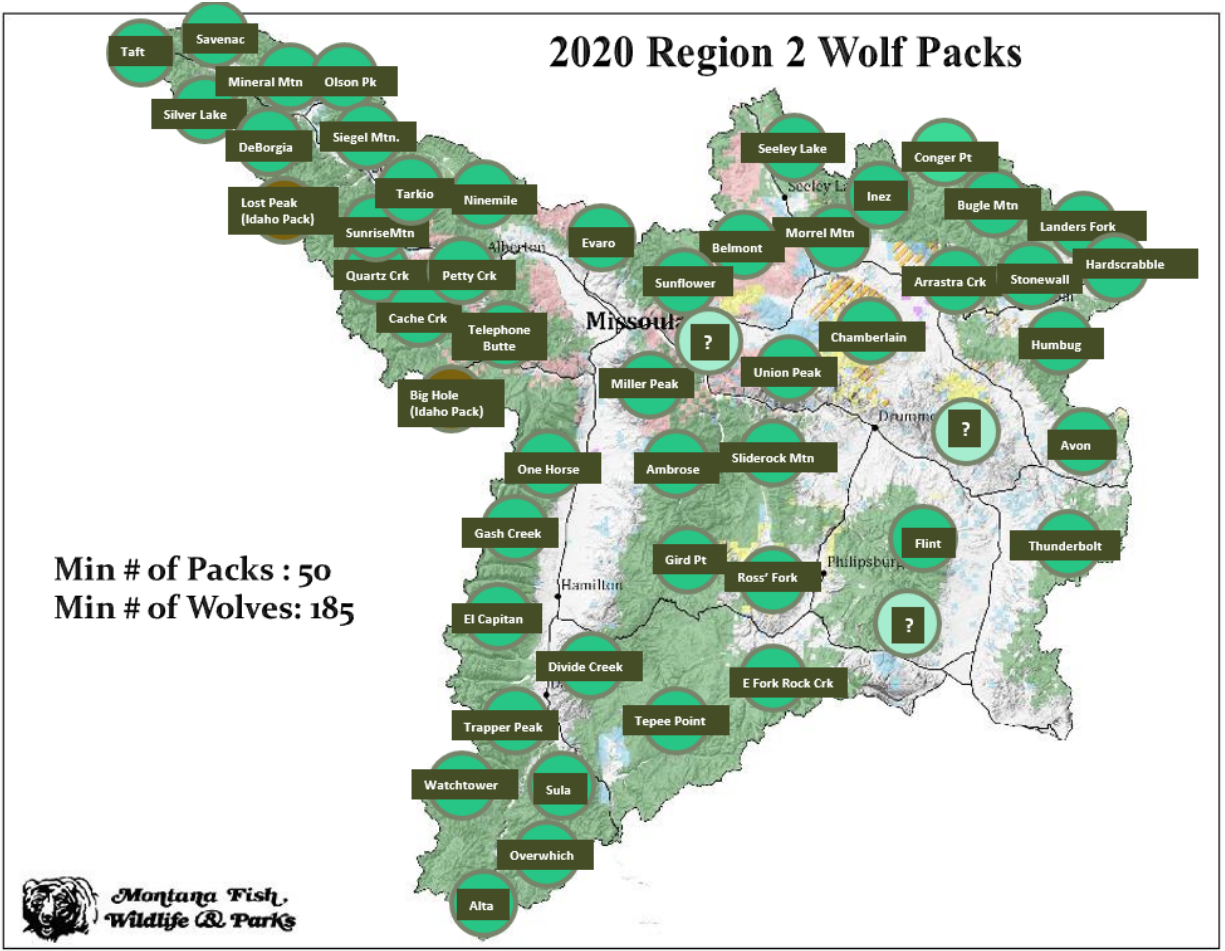 2020 Region 2 Wolf Packs
Taft
Savenac
Mineral Mtn
Olson Pk
Silver Lake
DeBorgia
Siegel Mtn.
Lost Peak
(Idaho Pack)
Tarkio
Ninemile
SunriseMtn
Alberton
Evaro
Quartz Crk
Petty Crk
Cache Crk
Telephone
Butte
Big Hole
(Idaho Pack)
Seeley Lake
Seeley La
Conger Pt
Inez
Bugle Mtn
Landers Fork
Belmont
Morrel Mtn
Hardscrabble
Sunflower
Arrastra Crk
Stonewall
Missoula
?
Chamberlain
Humbug
Miller Peak
Union Peak
Drummo
?
Avon
One Horse
Ambrose
Sliderock Mtn
Gash Creek
Flint
Thunderbolt
Gird Pt
Ross' Fork
Philipsburg
Min # of Packs : 50
Min # of Wolves: 185
Hamilton
El Capitan
?
Divide Creek
E Fork Rock Crk
Trapper Peak
Tepee Point
Watchtower
Sula
Overwhich
Alta
Montana Fish,
Wildlife & Parks